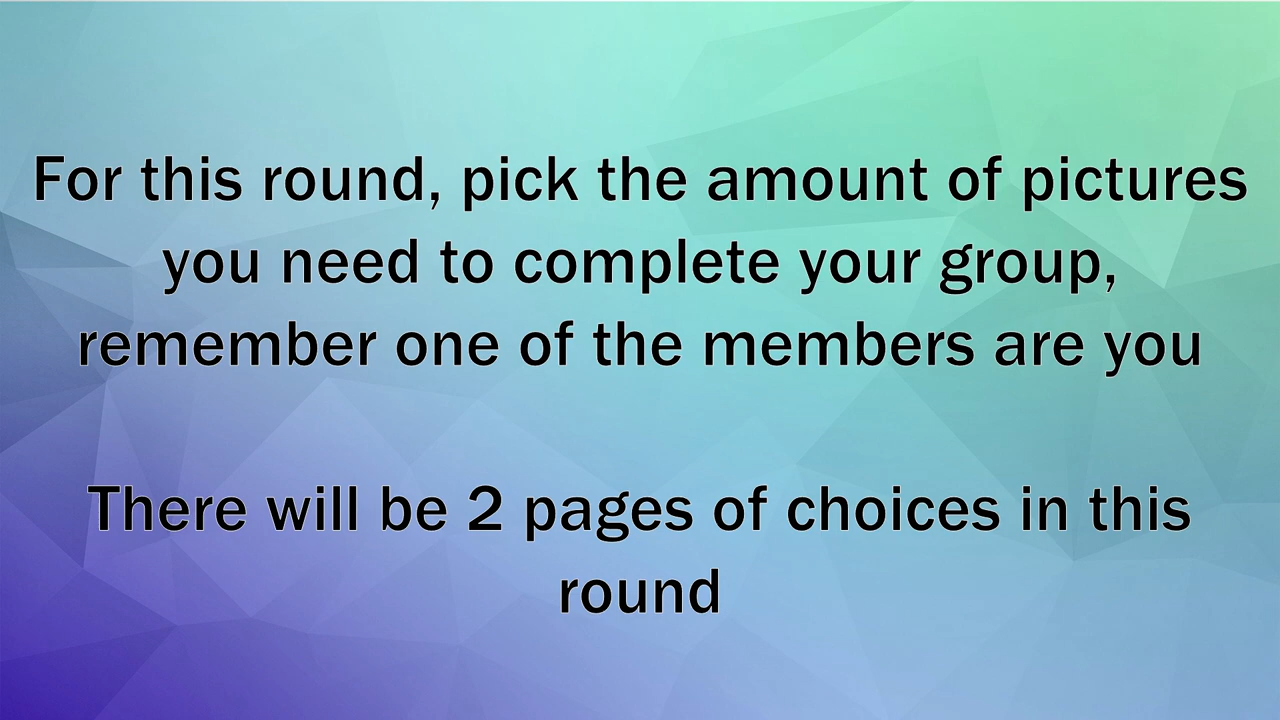 For this round, pick the amount of pictures
you need to complete your group,
remember one of the members are you
There will be 2 pages of choices in this
round